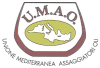 U.M.A.O.
UNIONE MEDITERRANEA ASSAGGIATORI OLI